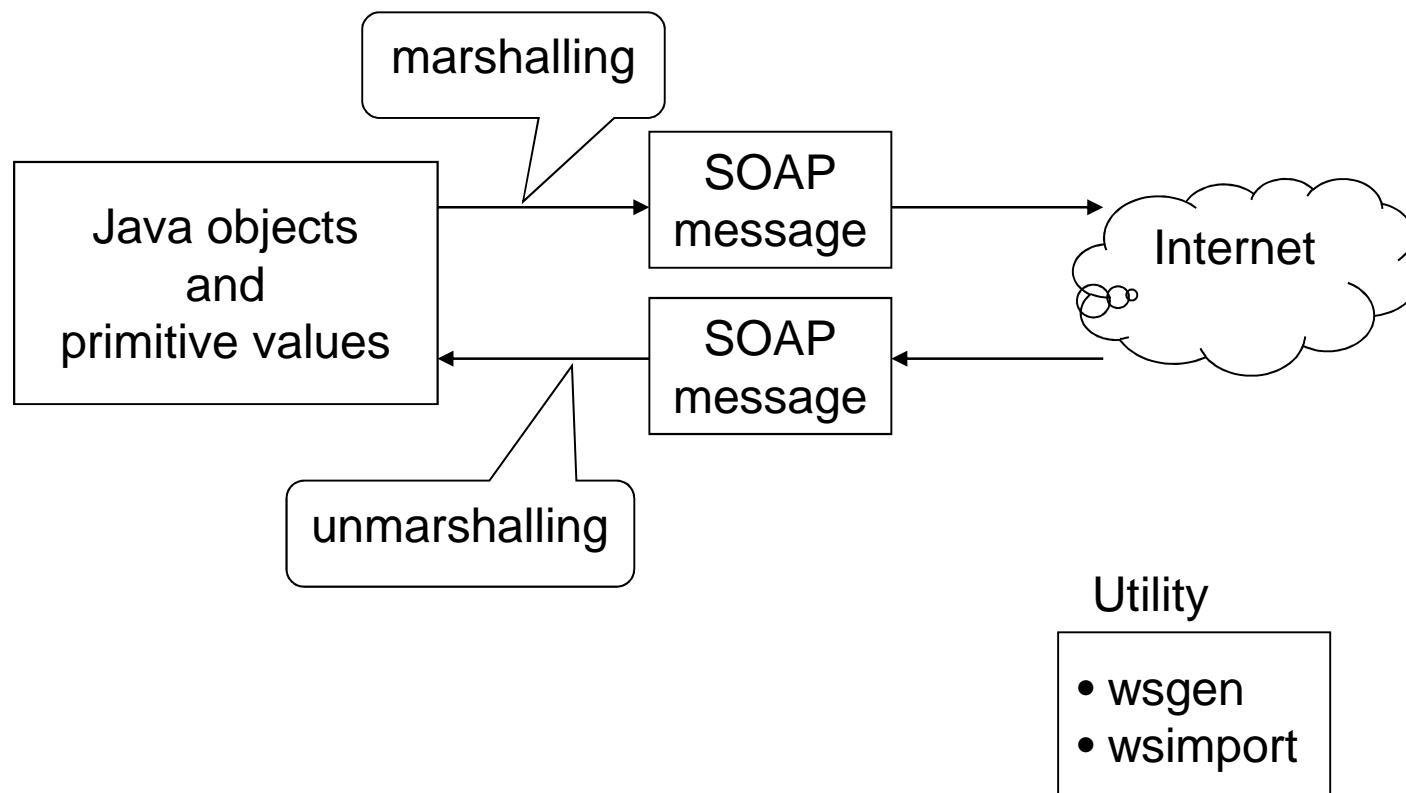 marshalling
Java objects
and
primitive values
SOAP
message
Internet
SOAP
message
unmarshalling
Utility
• wsgen
• wsimport